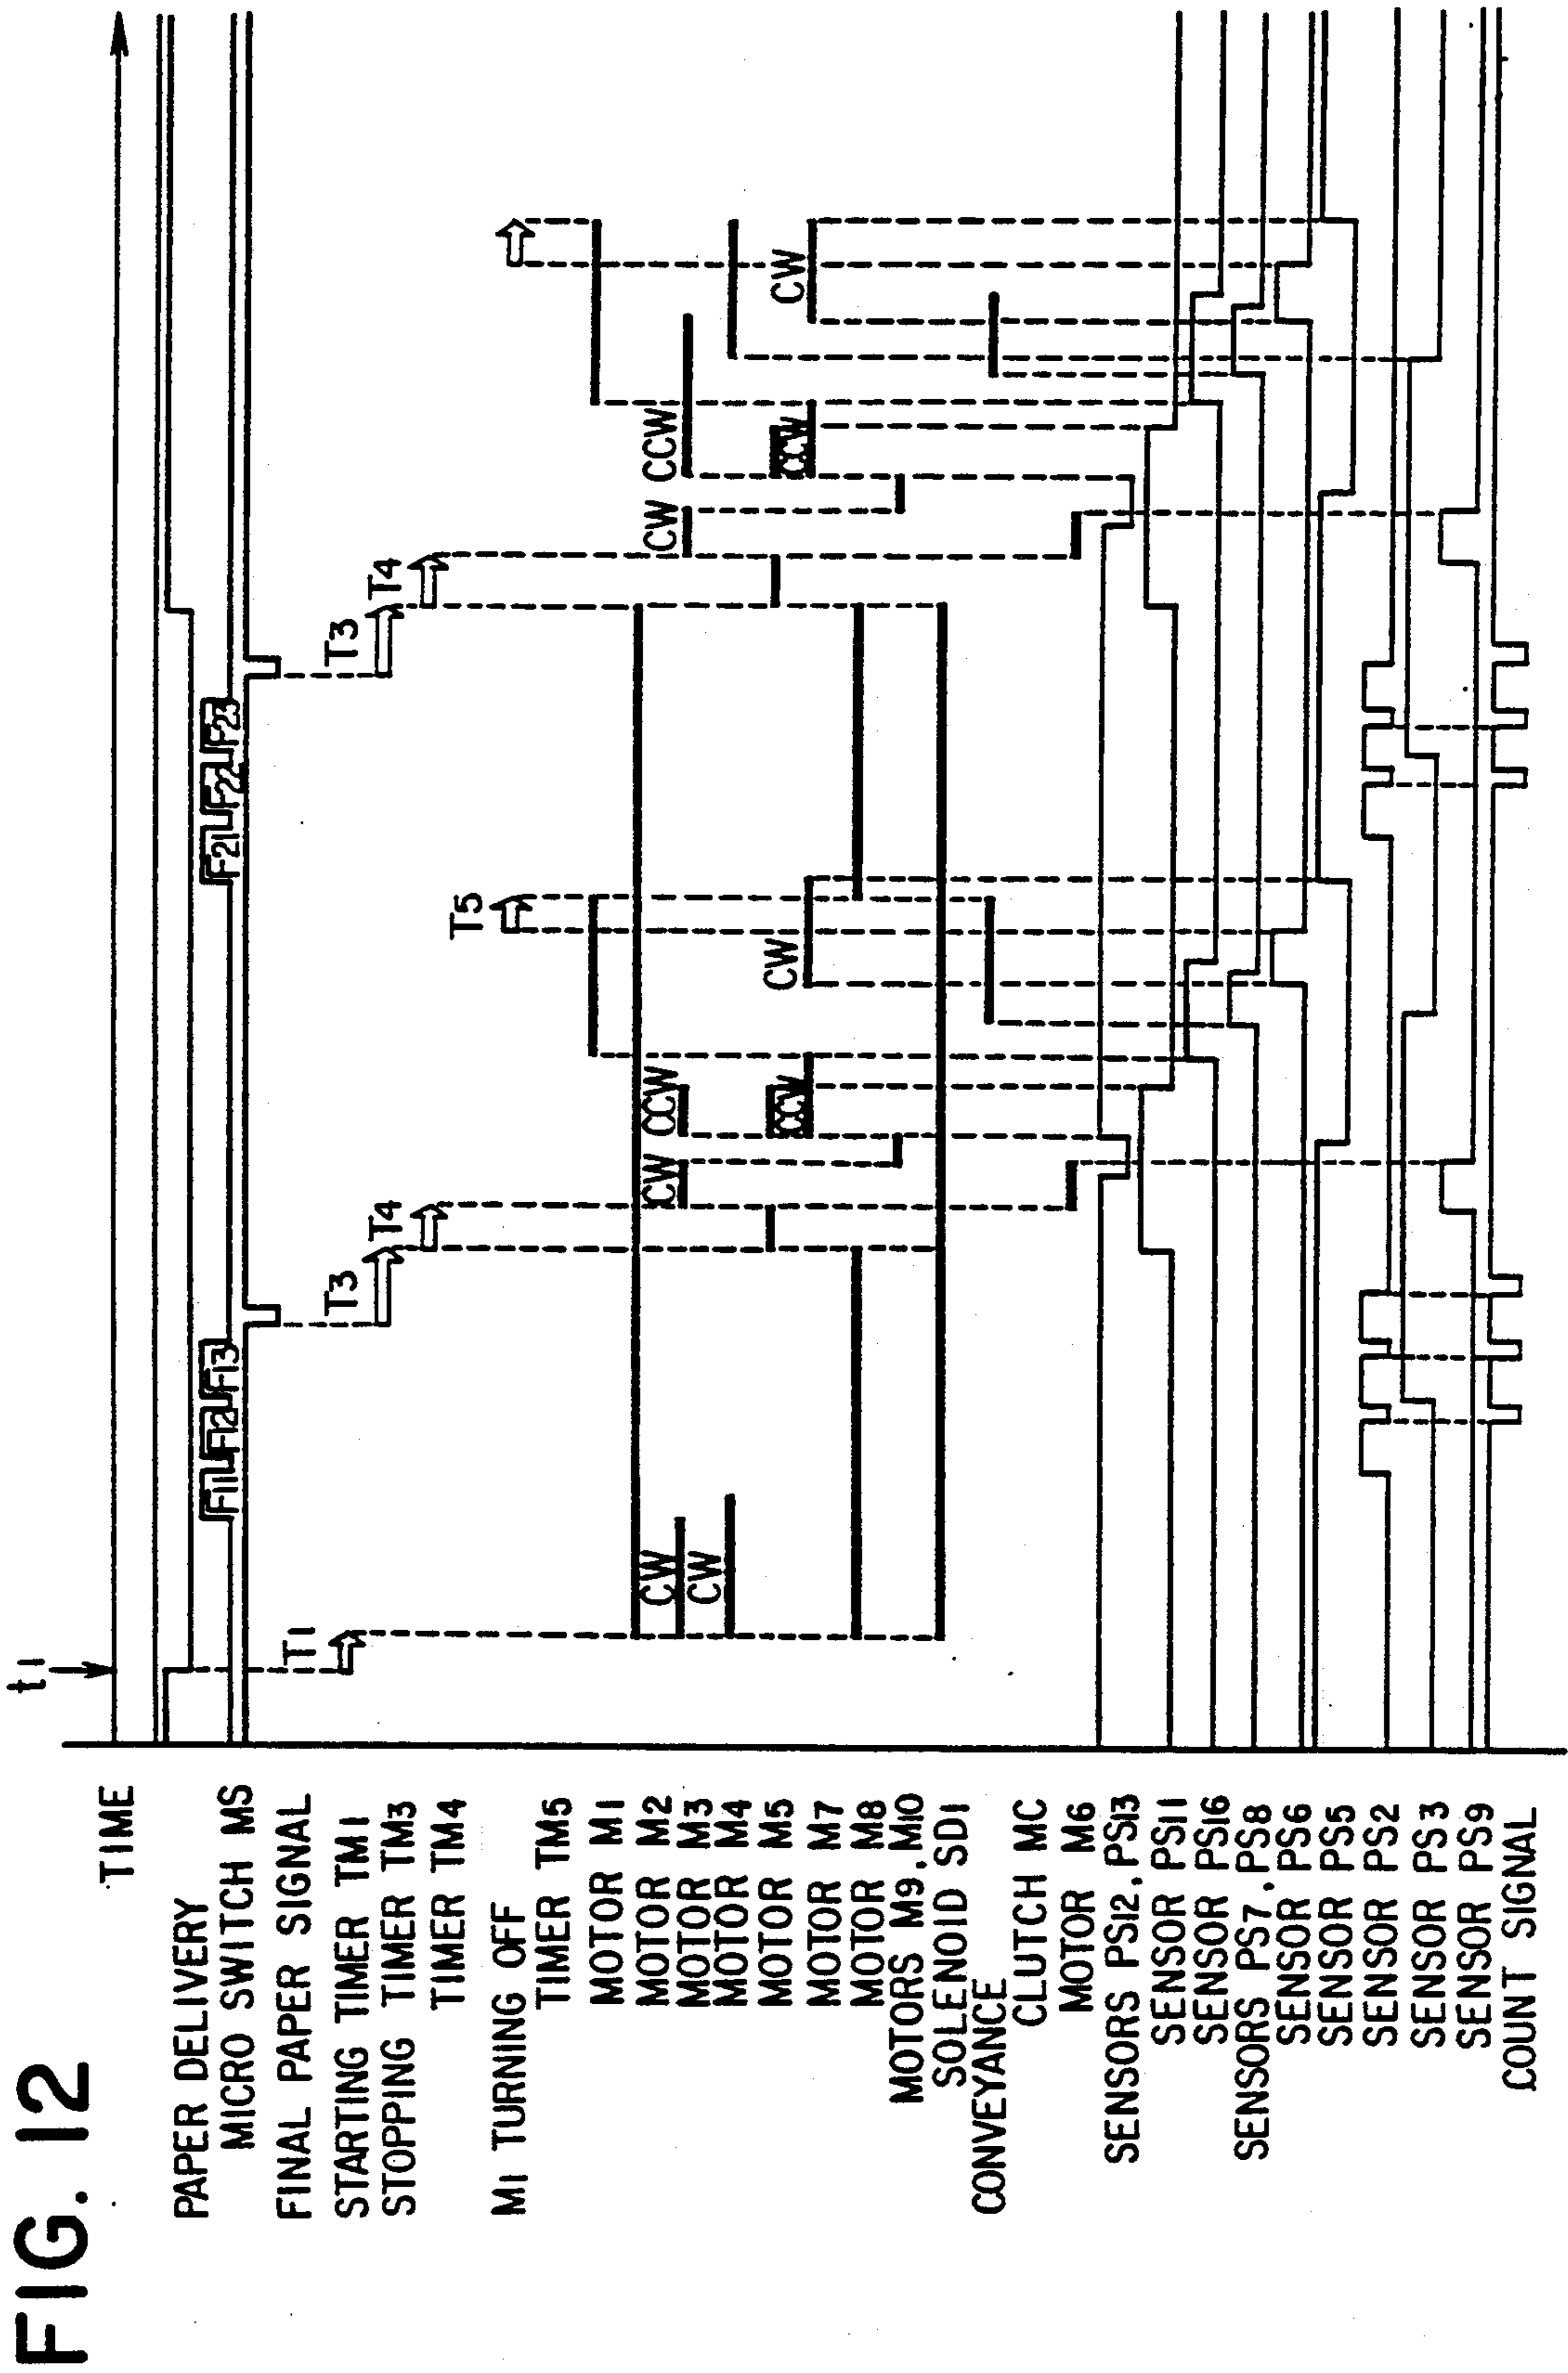 FIG. 12
TIME
PAPER DELIVERY
MICRO SWITCH MS
FINAL PAPER SIGNAL
STARTING TIMER TM1
STOPPING TIMER TM3
TIMER TM4
M1 TURNING OFF
TIMER TM5
MOTOR M1
MOTOR M2
MOTOR M3
MOTOR M4
MOTOR M5
MOTOR M7
MOTOR M8
MOTORS M9, M10
SOLENOID SD1
CONVEYANCE
CLUTCH MC
MOTOR M6
SENSORS PS12, PS13
SENSOR PS11
SENSOR PS16
SENSORS PS7, PS8
SENSOR PS6
SENSOR PS5
SENSOR PS2
SENSOR PS3
SENSOR PS9
COUNT SIGNAL
t1
F11 F12 F13 F21 F22 F23
T1
T3 T3
T4 T4
T5
CW CW CCW CW CCW
CW
CCW CW CCW CW